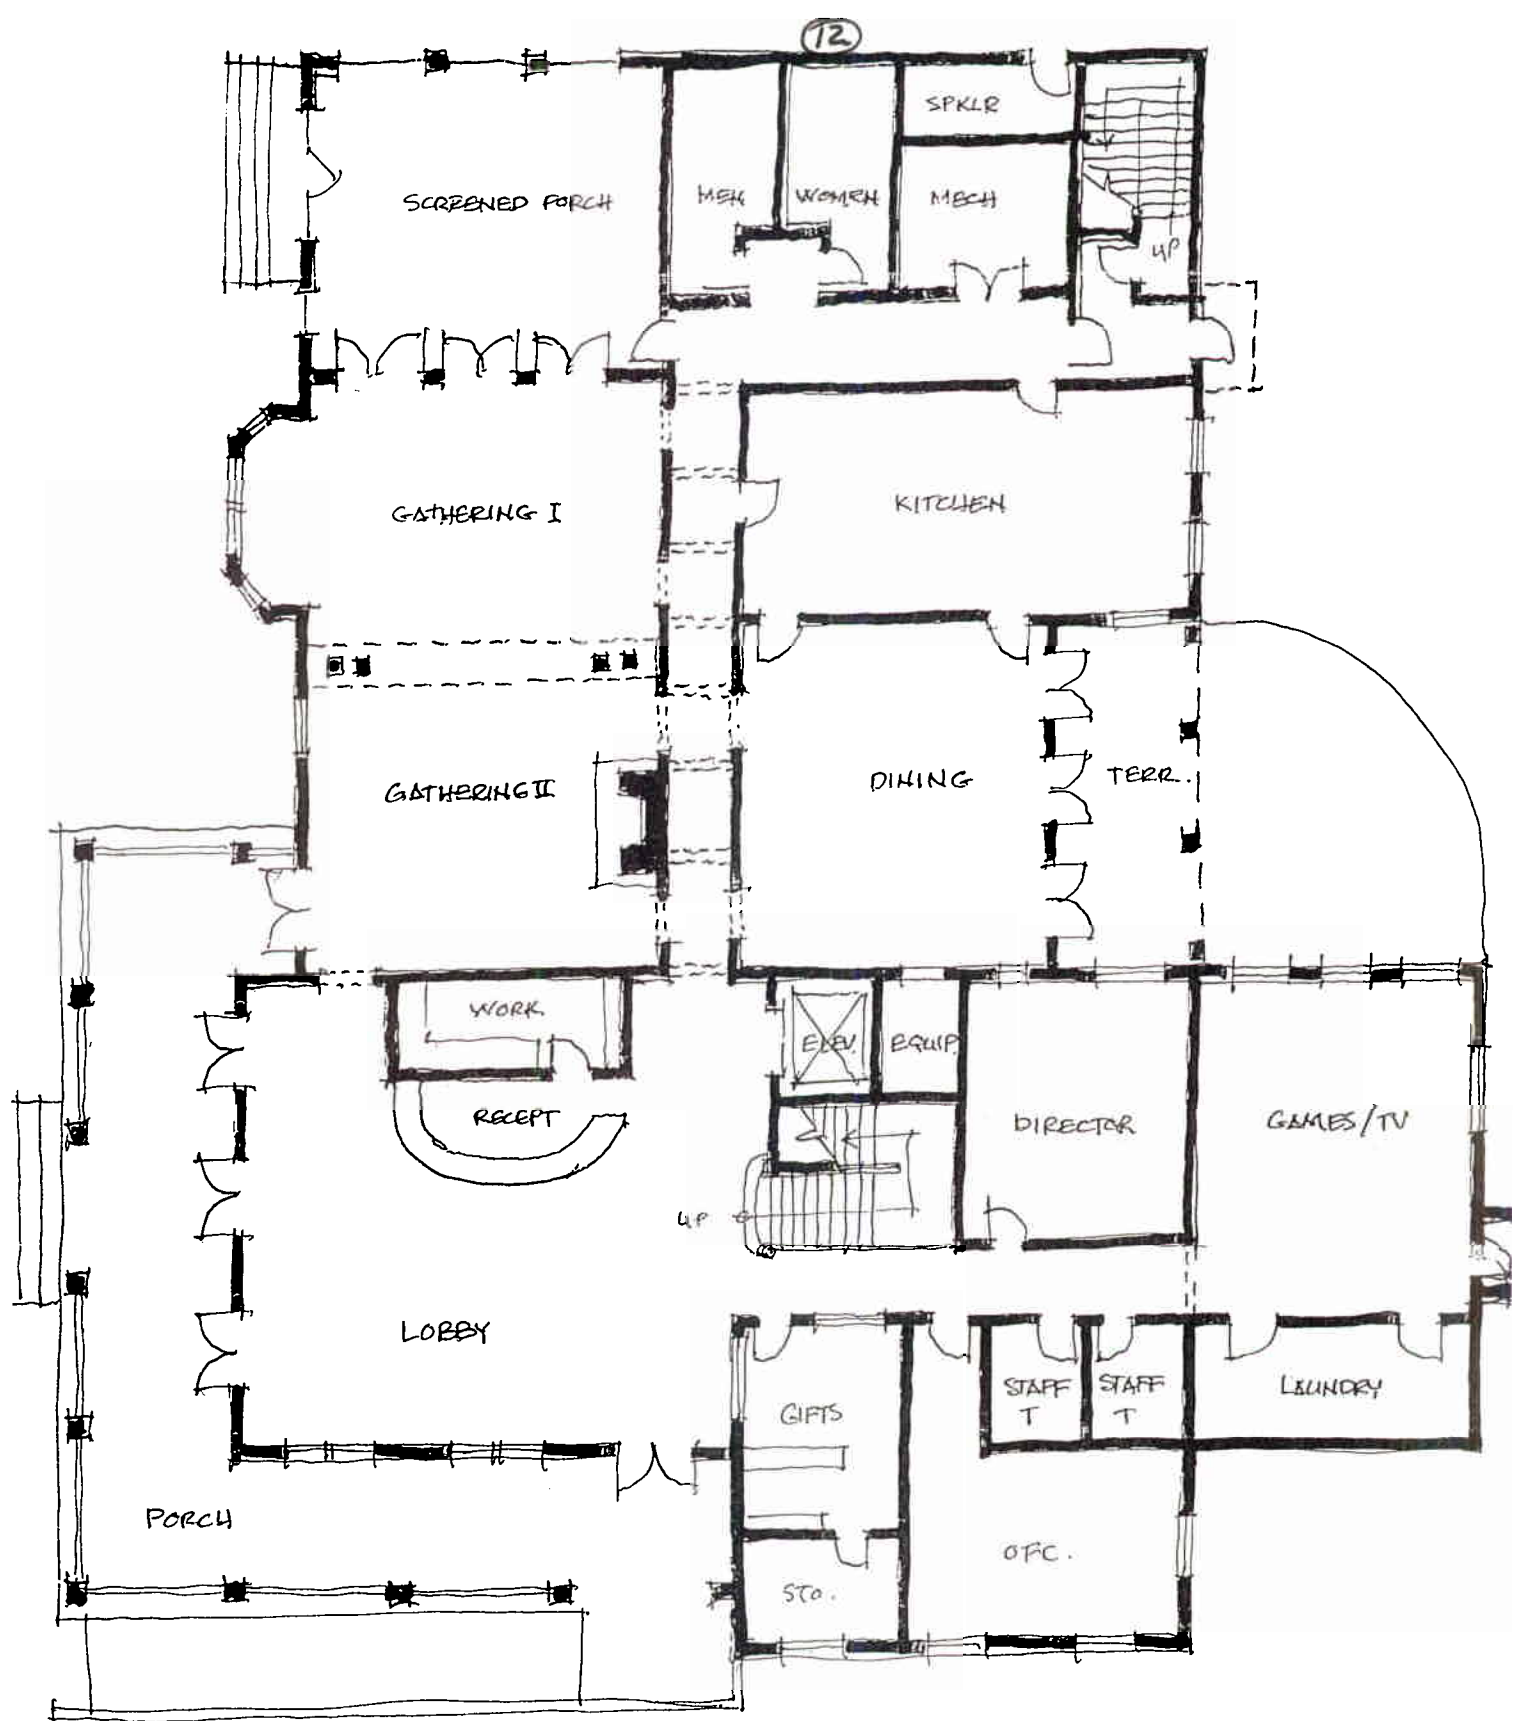 12
SPKLR
SCREENED PORCH
MEN
WOMEN
MECH
UP
GATHERING I
KITCHEN
GATHERING II
DINING
TERR.
WORK
ELEV.
EQUIP.
RECEPT
DIRECTOR
GAMES/TV
UP
LOBBY
STAFF
T
STAFF
T
LAUNDRY
GIFTS
PORCH
OFC.
STO.